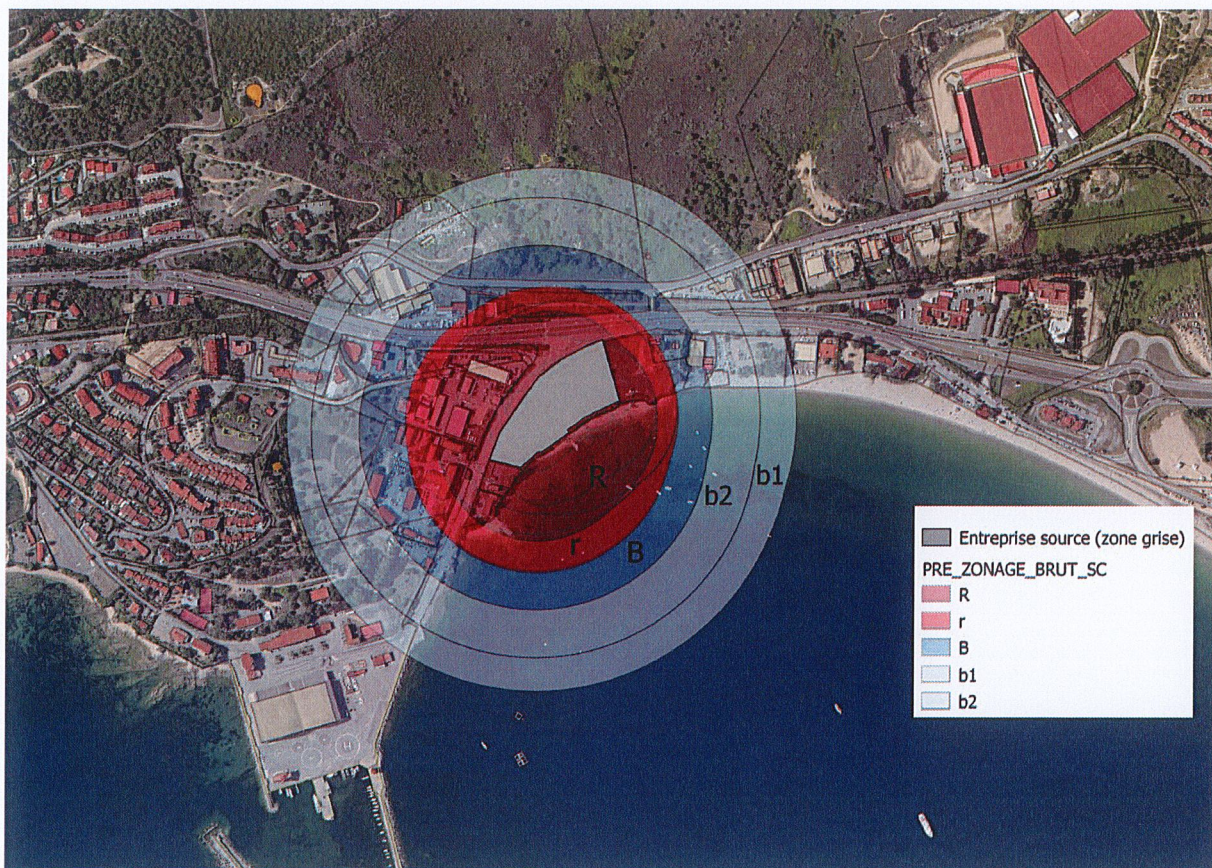 R
r
B
b2
b1
Entreprise source (zone grise)
PRE_ZONAGE_BRUT_SC
R
r
B
b1
b2
H